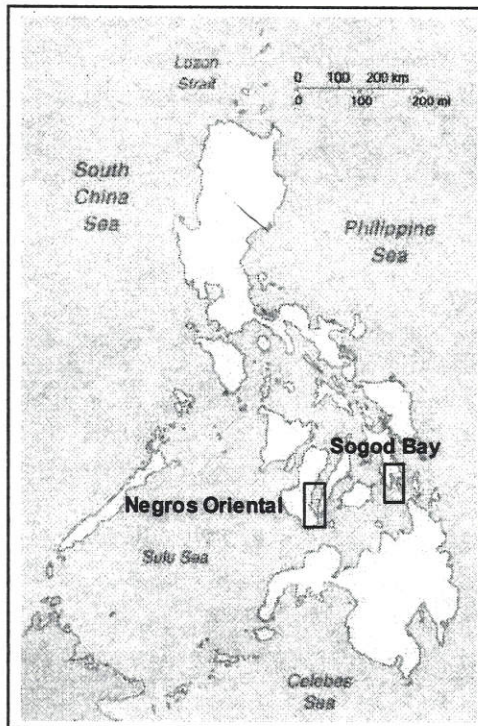 Luzon
Strait
0 100 200 km
0 100 200 mi
South
China
Sea
Philippine
Sea
Sogod Bay
Negros Oriental
Sulu Sea
Celebes
Sea